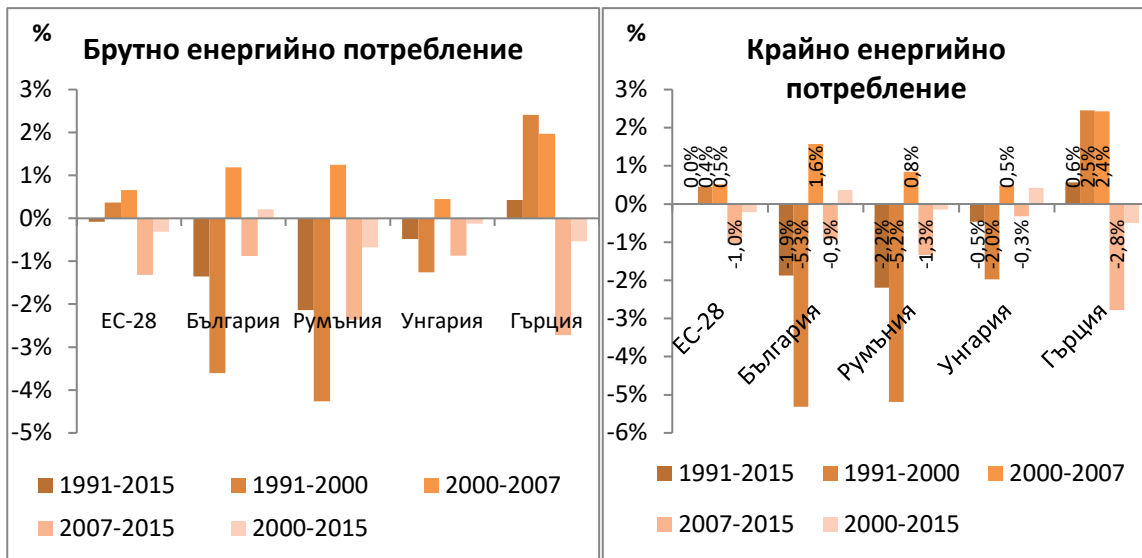 %
Брутно енергийно потребление
3%
2%
1%
0%
-1%
-2%
-3%
-4%
-5%
ЕС-28 България Румъния Унгария Гърция
1991-2015 1991-2000 2000-2007
2007-2015 2000-2015
%
Крайно енергийно
потребление
3%
2%
1%
0%
-1%
-2%
-3%
-4%
-5%
-6%
0,0% 0,4% 0,5% -1,0%
-1,9% -5,3% 1,6% -0,9%
-2,2% -5,2% 0,8% -1,3%
-0,5% -2,0% 0,5% -0,3%
0,6% 2,5% 2,4% -2,8%
ЕС-28 България Румъния Унгария Гърция
1991-2015 1991-2000 2000-2007
2007-2015 2000-2015